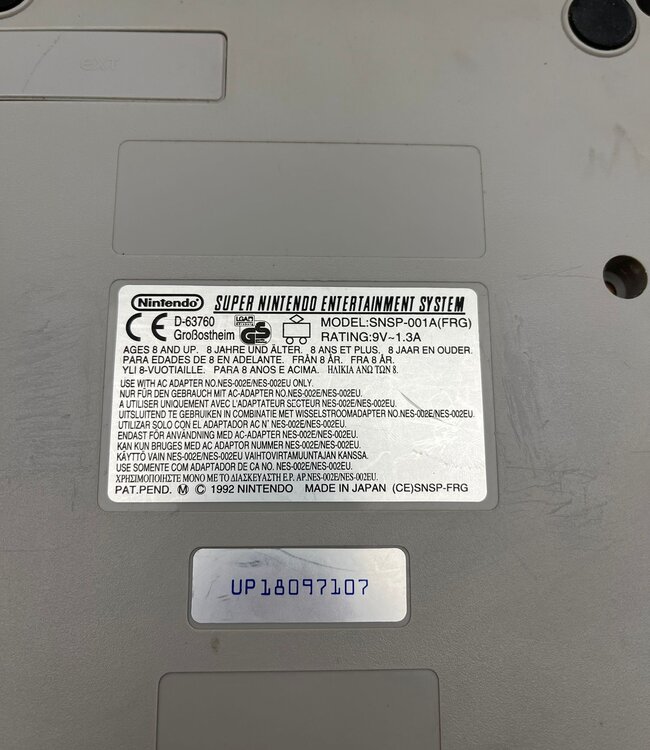 EXT
Nintendo SUPER NINTENDO ENTERTAINMENT SYSTEM
CE D-63760 Großostheim LGAM GS MODEL:SNSP-001A(FRG)
RATING:9V~1.3A
AGES 8 AND UP. 8 JAHRE UND ÄLTER. 8 ANS ET PLUS. 8 JAAR EN OUDER.
PARA EDADES DE 8 EN ADELANTE. FRÅN 8 ÅR. FRA 8 ÅR.
YLI 8-VUOTIAILLE. PARA 8 ANOS E ACIMA. ΗΛΙΚΙΑ ΑΝΩ ΤΩΝ 8.
USE WITH AC ADAPTER NO.NES-002E/NES-002EU ONLY.
NUR FÜR DEN GEBRAUCH MIT AC-ADAPTER NES-002E/NES-002EU.
A UTILISER UNIQUEMENT AVEC L'ADAPTATEUR SECTEUR NES-002E/NES-002EU.
UITSLUITEND TE GEBRUIKEN IN COMBINATIE MET WISSELSTROOMADAPTER NO.NES-002E/NES-002EU.
UTILIZAR SOLO CON EL ADAPTADOR AC N° NES-002E/NES-002EU.
ENDAST FÖR ANVÄNDNING MED AC-ADAPTER NES-002E/NES-002EU.
KAN KUN BRUGES MED AC ADAPTOR NUMMER NES-002E/NES-002EU.
KÄYTTÖ VAIN NES-002E/NES-002EU VAIHTOVIRTAMUUNTAJAN KANSSA.
USE SOMENTE COM ADAPTADOR DE CA NO. NES-002E/NES-002EU.
ΧΡΗΣΙΜΟΠΟΙΗΣΤΕ ΜΟΝΟ ΜΕ ΤΟ ΔΙΑΣΚΕΥΑΣΤΗ Ε.Ρ. ΑΡ.NES-002E/NES-002EU.
PAT.PEND. Ⓜ © 1992 NINTENDO MADE IN JAPAN (CE)SNSP-FRG
UP18097107